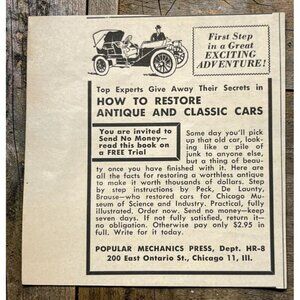 First Step
in a Great
EXCITING
ADVENTURE!
Top Experts Give Away Their Secrets in
HOW TO RESTORE
ANTIQUE AND CLASSIC CARS
You are invited to
Send No Money—
read this book on
a FREE Trial
Some day you'll pick
up that old car, look-
ing like a pile of
junk to anyone else,
but a thing of beau-
ty once you have finished with it. Here are
all the facts for restoring a worthless antique
to make it worth thousands of dollars. Step
by step instructions by Peck, De Launty,
Brause—who restored cars for Chicago Mu-
seum of Science and Industry. Practical, fully
illustrated. Order now. Send no money—keep
seven days. If not fully satisfied, return it—
no obligation. Otherwise pay only $2.95 in
full. Write for it today.
POPULAR MECHANICS PRESS, Dept. HR-8
200 East Ontario St., Chicago 11, Ill.